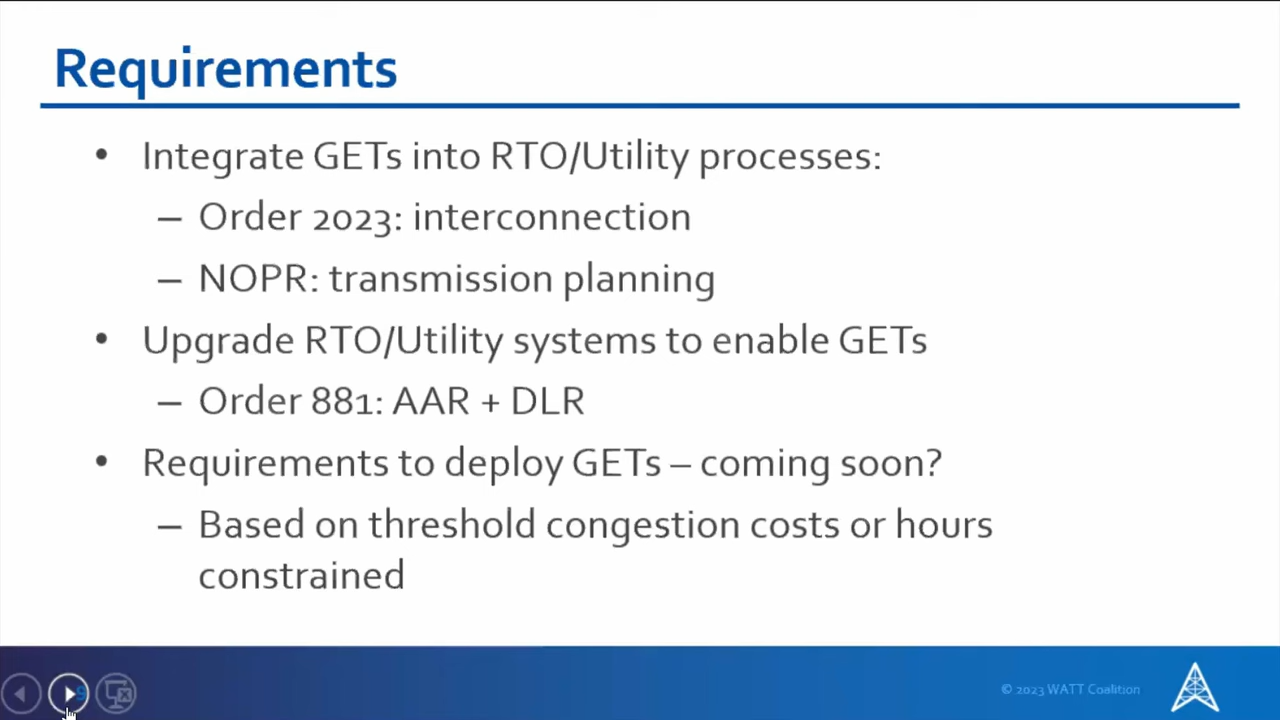 Requirements
• Integrate GETs into RTO/Utility processes:
– Order 2023: interconnection
– NOPR: transmission planning
• Upgrade RTO/Utility systems to enable GETs
– Order 881: AAR + DLR
• Requirements to deploy GETs – coming soon?
– Based on threshold congestion costs or hours
constrained
© 2023 WATT Coalition